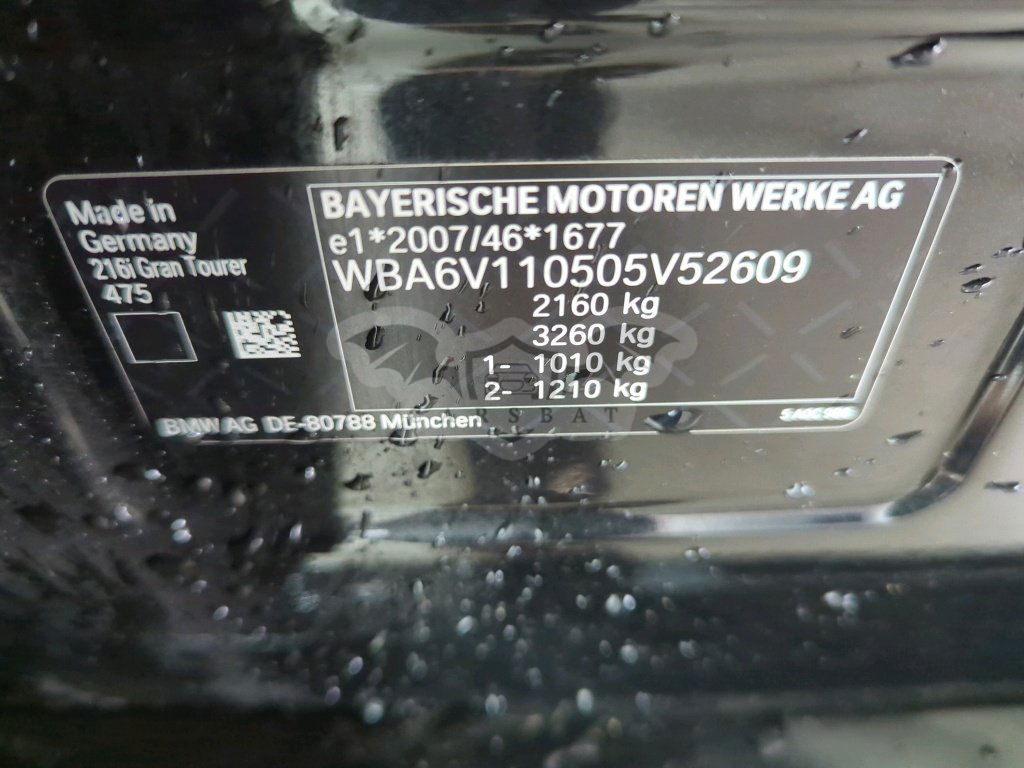 Made in
Germany
216i Gran Tourer
475
BAYERISCHE MOTOREN WERKE AG
e1*2007/46*1677
WBA6V110505V52609
2160 kg
3260 kg
1- 1010 kg
2- 1210 kg
BMW AG DE-80788 München
ARSBAT